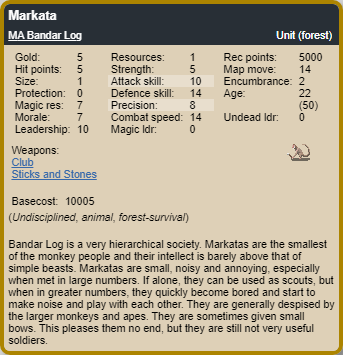 Markata
MA Bandar Log Unit (forest)
Gold: 5 Resources: 1 Rec points: 5000
Hit points: 5 Strength: 5 Map move: 14
Size: 1 Attack skill: 10 Encumbrance: 2
Protection: 0 Defence skill: 14 Age: 22
Magic res: 7 Precision: 8 (50)
Morale: 7 Combat speed: 14 Undead ldr: 0
Leadership: 10 Magic ldr: 0
Weapons:
Club
Sticks and Stones
Basecost: 10005
(Undisciplined, animal, forest-survival)
Bandar Log is a very hierarchical society. Markatas are the smallest
of the monkey people and their intellect is barely above that of
simple beasts. Markatas are small, noisy and annoying, especially
when met in large numbers. If alone, they can be used as scouts, but
when in greater numbers, they quickly become bored and start to
make noise and play with each other. They are generally despised by
the larger monkeys and apes. They are sometimes given small
bows. This pleases them no end, but they are still not very useful
soldiers.